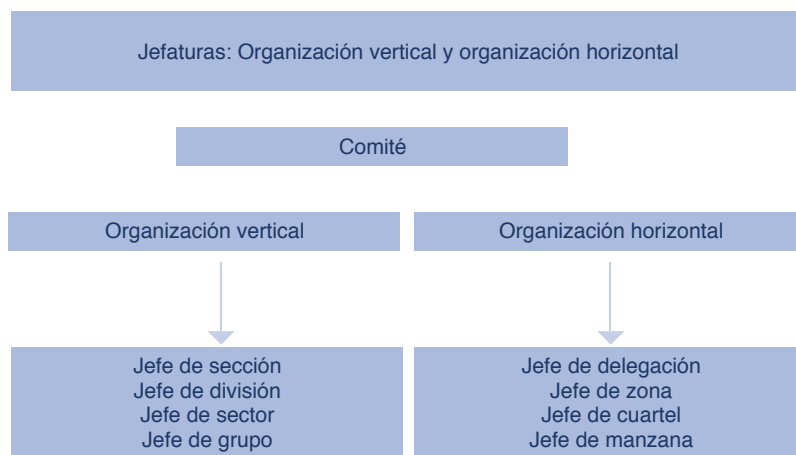 Jefaturas: Organización vertical y organización horizontal
Comité
Organización vertical
Organización horizontal
Jefe de sección
Jefe de división
Jefe de sector
Jefe de grupo
Jefe de delegación
Jefe de zona
Jefe de cuartel
Jefe de manzana